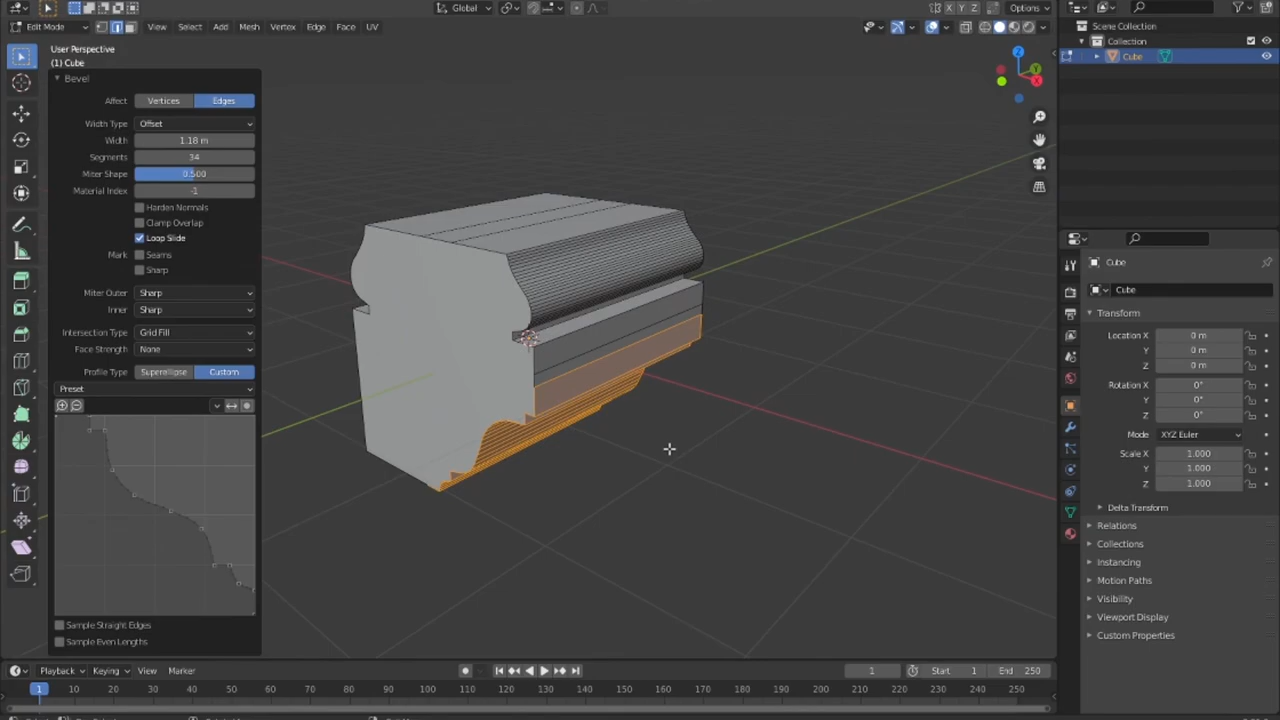 Global
Options
Edit Mode
View Select Add Mesh Vertex Edge Face UV
User Perspective
(1) Cube
Bevel
Affect Vertices Edges
Width Type Offset
Width 1.18 m
Segments 34
Miter Shape 0.500
Material Index -1
Harden Normals
Clamp Overlap
Loop Slide
Mark Seams
Sharp
Miter Outer Sharp
Inner Sharp
Intersection Type Grid Fill
Face Strength None
Profile Type Superellipse Custom
Preset
Sample Straight Edges
Sample Even Lengths
X Y Z
Scene Collection
Collection
Cube
Cube
Cube
Transform
Location X 0 m
Y 0 m
Z 0 m
Rotation X 0°
Y 0°
Z 0°
Mode XYZ Euler
Scale X 1.000
Y 1.000
Z 1.000
Delta Transform
Relations
Collections
Instancing
Motion Paths
Visibility
Viewport Display
Custom Properties
Playback Keying View Marker
1 Start 1 End 250
1 10 20 30 40 50 60 70 80 90 100 110 120 130 140 150 160 170 180 190 200 210 220 230 240 250